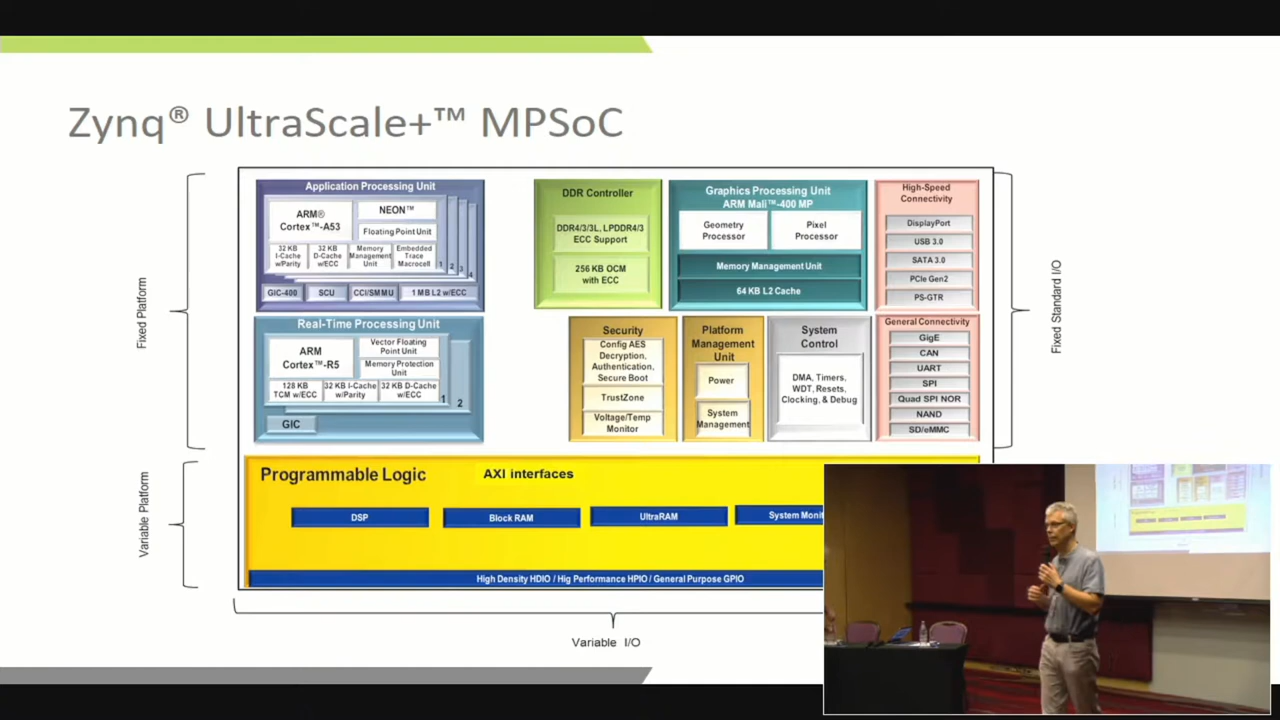 Zynq® UltraScale+™ MPSoC
Fixed Platform
Application Processing Unit
ARM®
Cortex™-A53
NEON™
Floating Point Unit
32 KB
I-Cache
w/Parity
32 KB
D-Cache
w/ECC
Memory
Management
Unit
Embedded
Trace
Macrocell
1
2
3
4
GIC-400
SCU
CCI/SMMU
1 MB L2 w/ECC
DDR Controller
DDR4/3/3L, LPDDR4/3
ECC Support
256 KB OCM
with ECC
Graphics Processing Unit
ARM Mali™-400 MP
Geometry
Processor
Pixel
Processor
Memory Management Unit
64 KB L2 Cache
High-Speed
Connectivity
DisplayPort
USB 3.0
SATA 3.0
PCIe Gen2
PS-GTR
Fixed Standard I/O
Real-Time Processing Unit
ARM
Cortex™-R5
Vector Floating
Point Unit
Memory Protection
Unit
128 KB
TCM w/ECC
32 KB I-Cache
w/Parity
32 KB D-Cache
w/ECC
1
2
GIC
Security
Config AES
Decryption,
Authentication,
Secure Boot
TrustZone
Voltage/Temp
Monitor
Platform
Management
Unit
Power
System
Management
System
Control
DMA, Timers,
WDT, Resets,
Clocking, & Debug
General Connectivity
GigE
CAN
UART
SPI
Quad SPI NOR
NAND
SD/eMMC
Variable Platform
Programmable Logic
AXI interfaces
DSP
Block RAM
UltraRAM
System Monit
High Density HDIO / Hig Performance HPIO / General Purpose GPIO
Variable I/O